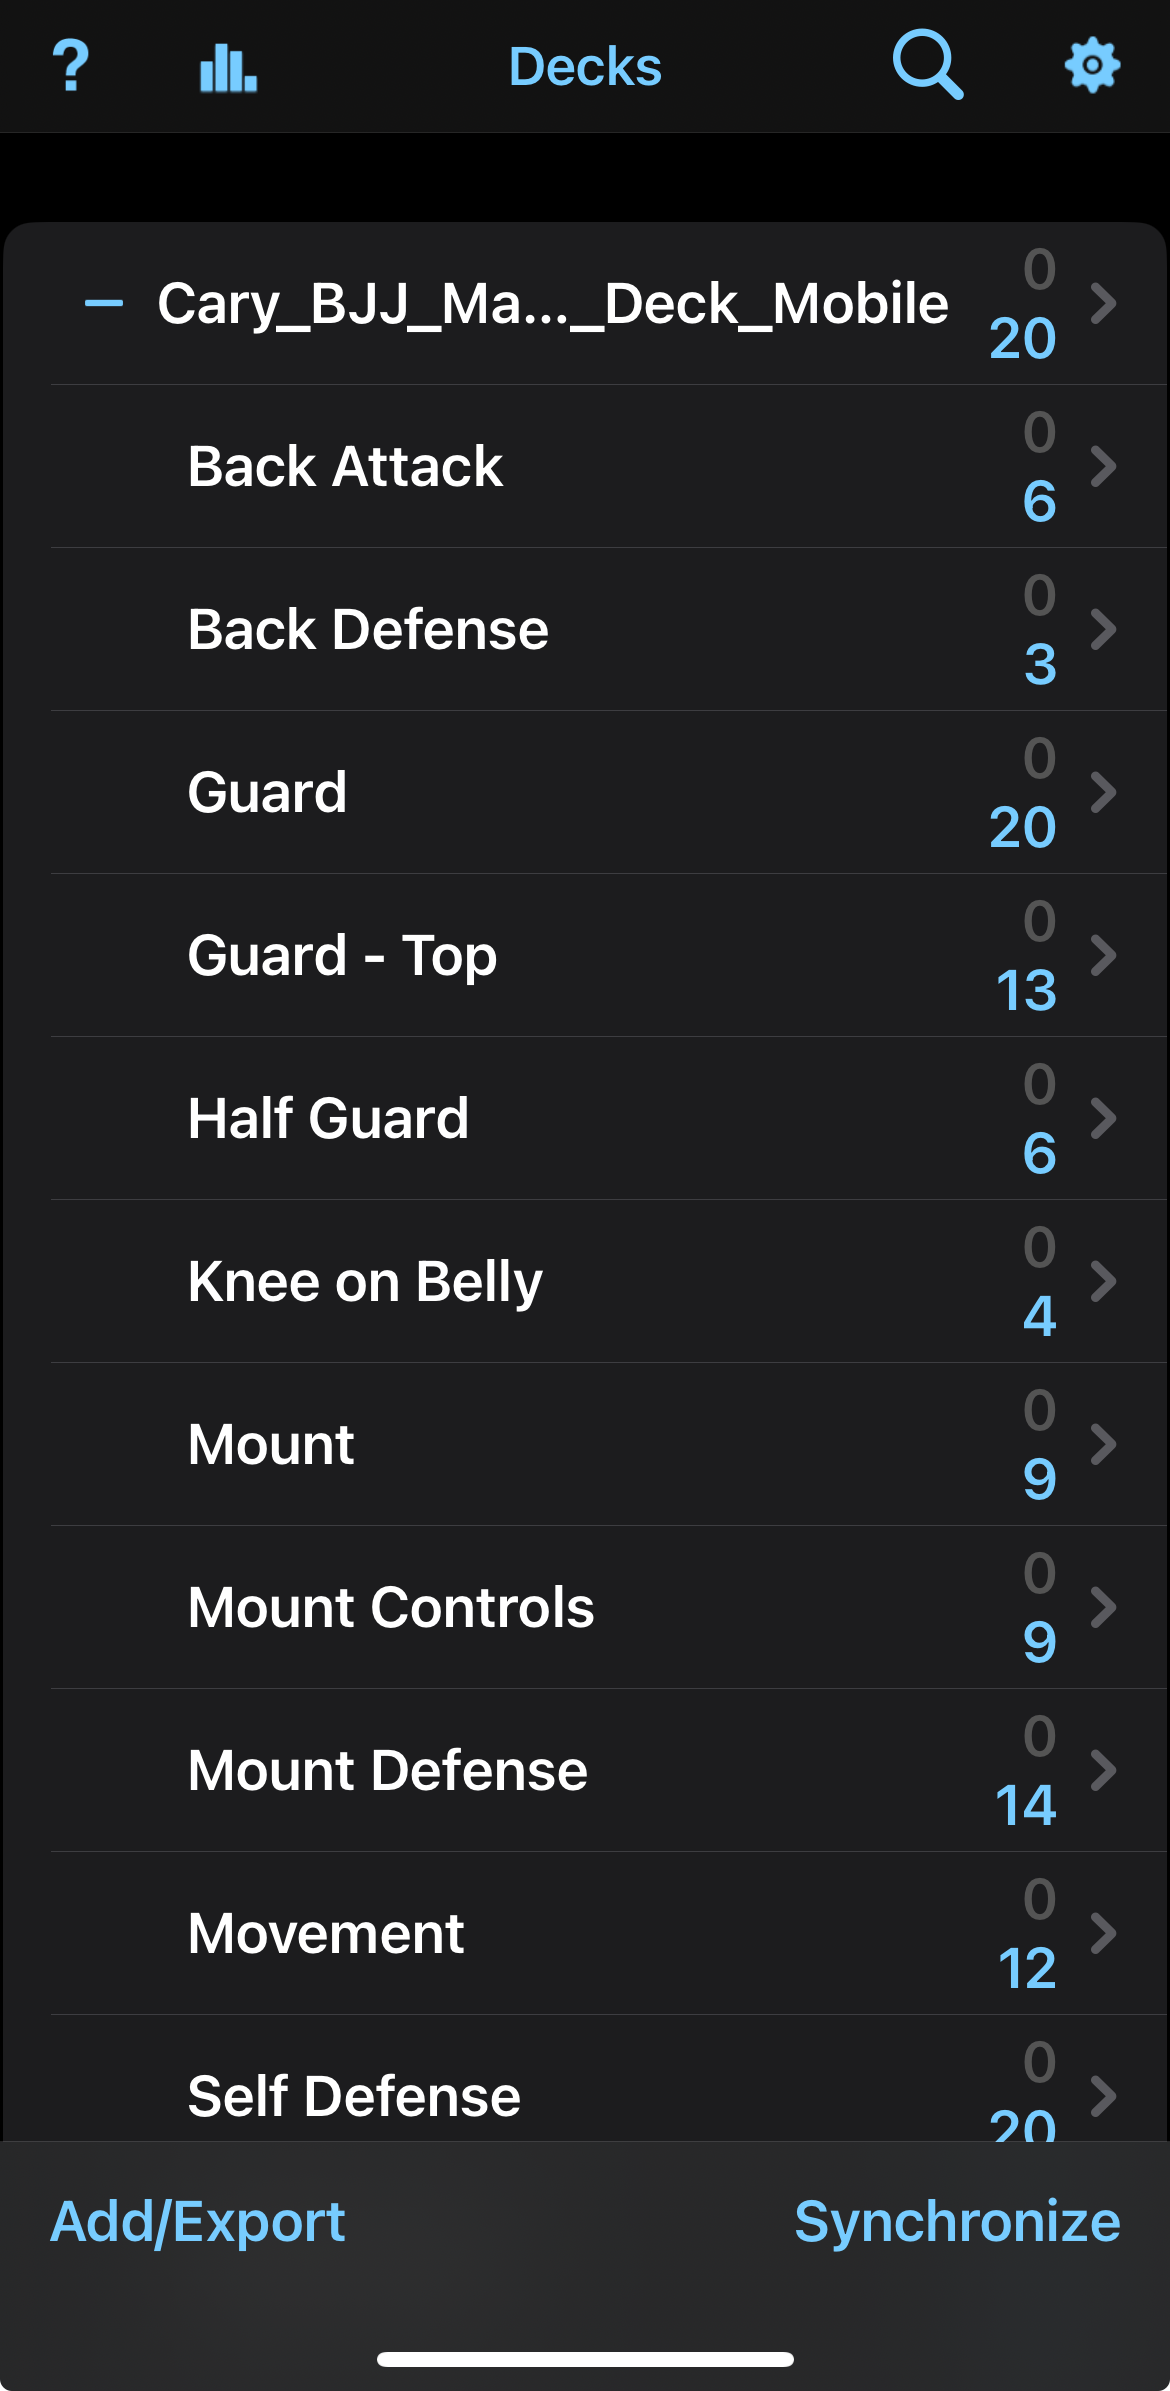 ? Decks
Cary_BJJ_Ma..._Deck_Mobile
0
20
Back Attack
0
6
Back Defense
0
3
Guard
0
20
Guard - Top
0
13
Half Guard
0
6
Knee on Belly
0
4
Mount
0
9
Mount Controls
0
9
Mount Defense
0
14
Movement
0
12
Self Defense
0
20
Add/Export Synchronize